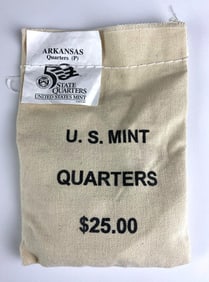 ARKANSAS
Quarters (P)
50
STATE
QUARTERS
UNITED STATES MINT
U. S. MINT
QUARTERS
$25.00